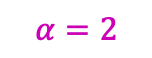 α = 2